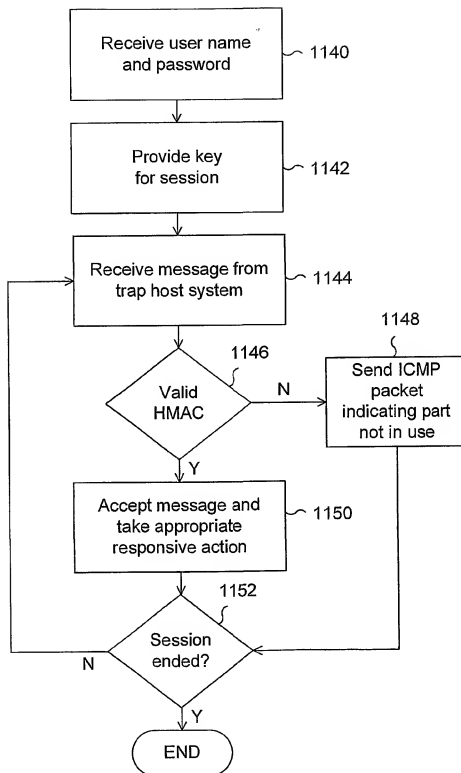 Receive user name
and password
1140
Provide key
for session
1142
Receive message from
trap host system
1144
1146
Valid
HMAC
N
Y
1148
Send ICMP
packet
indicating part
not in use
Accept message and
take appropriate
responsive action
1150
1152
Session
ended?
N
Y
END